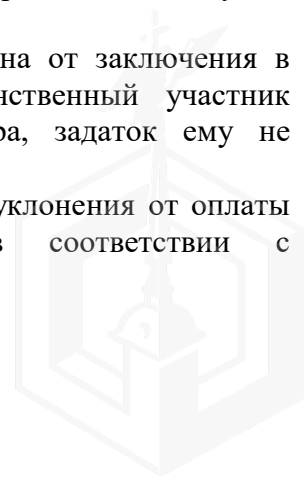 на от заключения в
нственный участник
ра, задаток ему не
уклонения от оплаты
в соответствии с